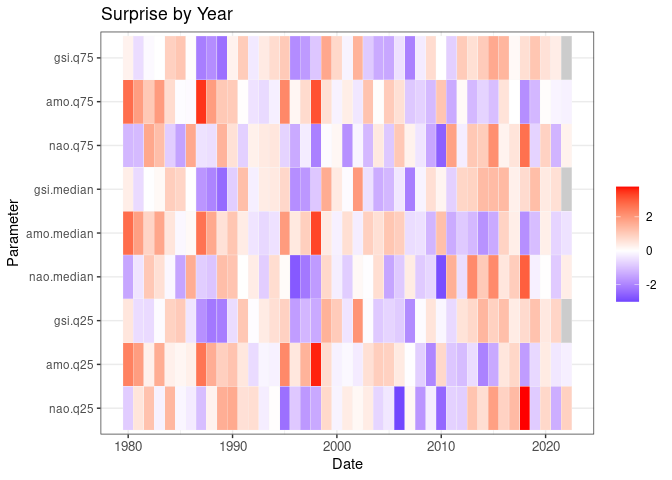 Surprise by Year
Parameter
gsi.q75
amo.q75
nao.q75
gsi.median
amo.median
nao.median
gsi.q25
amo.q25
nao.q25
1980
1990
2000
2010
2020
Date
2
0
-2